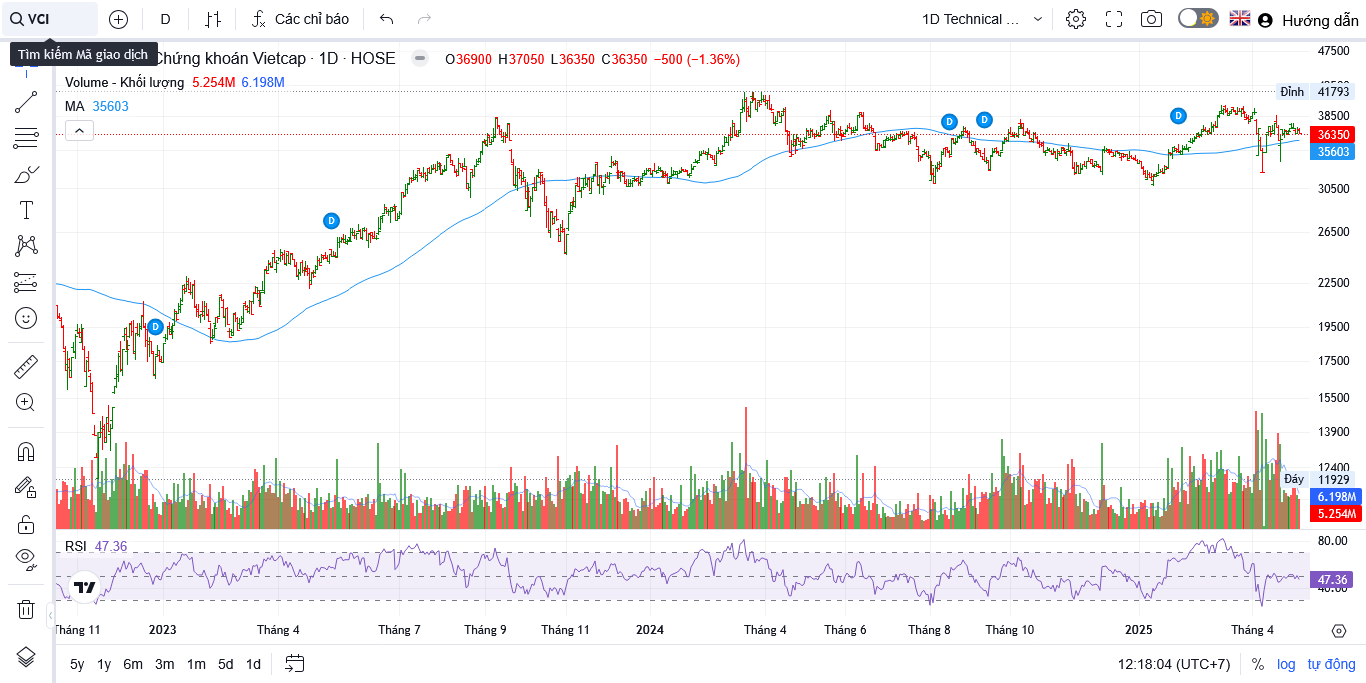 VCI
D
Các chỉ báo
1D Technical ...
Hướng dẫn
Tìm kiếm Mã giao dịch
Chứng khoán Vietcap · 1D · HOSE
O36900 H37050 L36350 C36350 −500 (−1.36%)
Volume - Khối lượng 5.254M 6.198M
MA 35603
47500
Đỉnh 41793
38500
36350
35603
30500
26500
22500
19500
17500
15500
13900
12400
Đáy 11929
6.198M
5.254M
D
D
D
D
D
RSI 47.36
80.00
47.36
40.00
Tháng 11 2023 Tháng 4 Tháng 7 Tháng 9 Tháng 11 2024 Tháng 4 Tháng 6 Tháng 8 Tháng 10 2025 Tháng 4
5y 1y 6m 3m 1m 5d 1d
12:18:04 (UTC+7) % log tự động